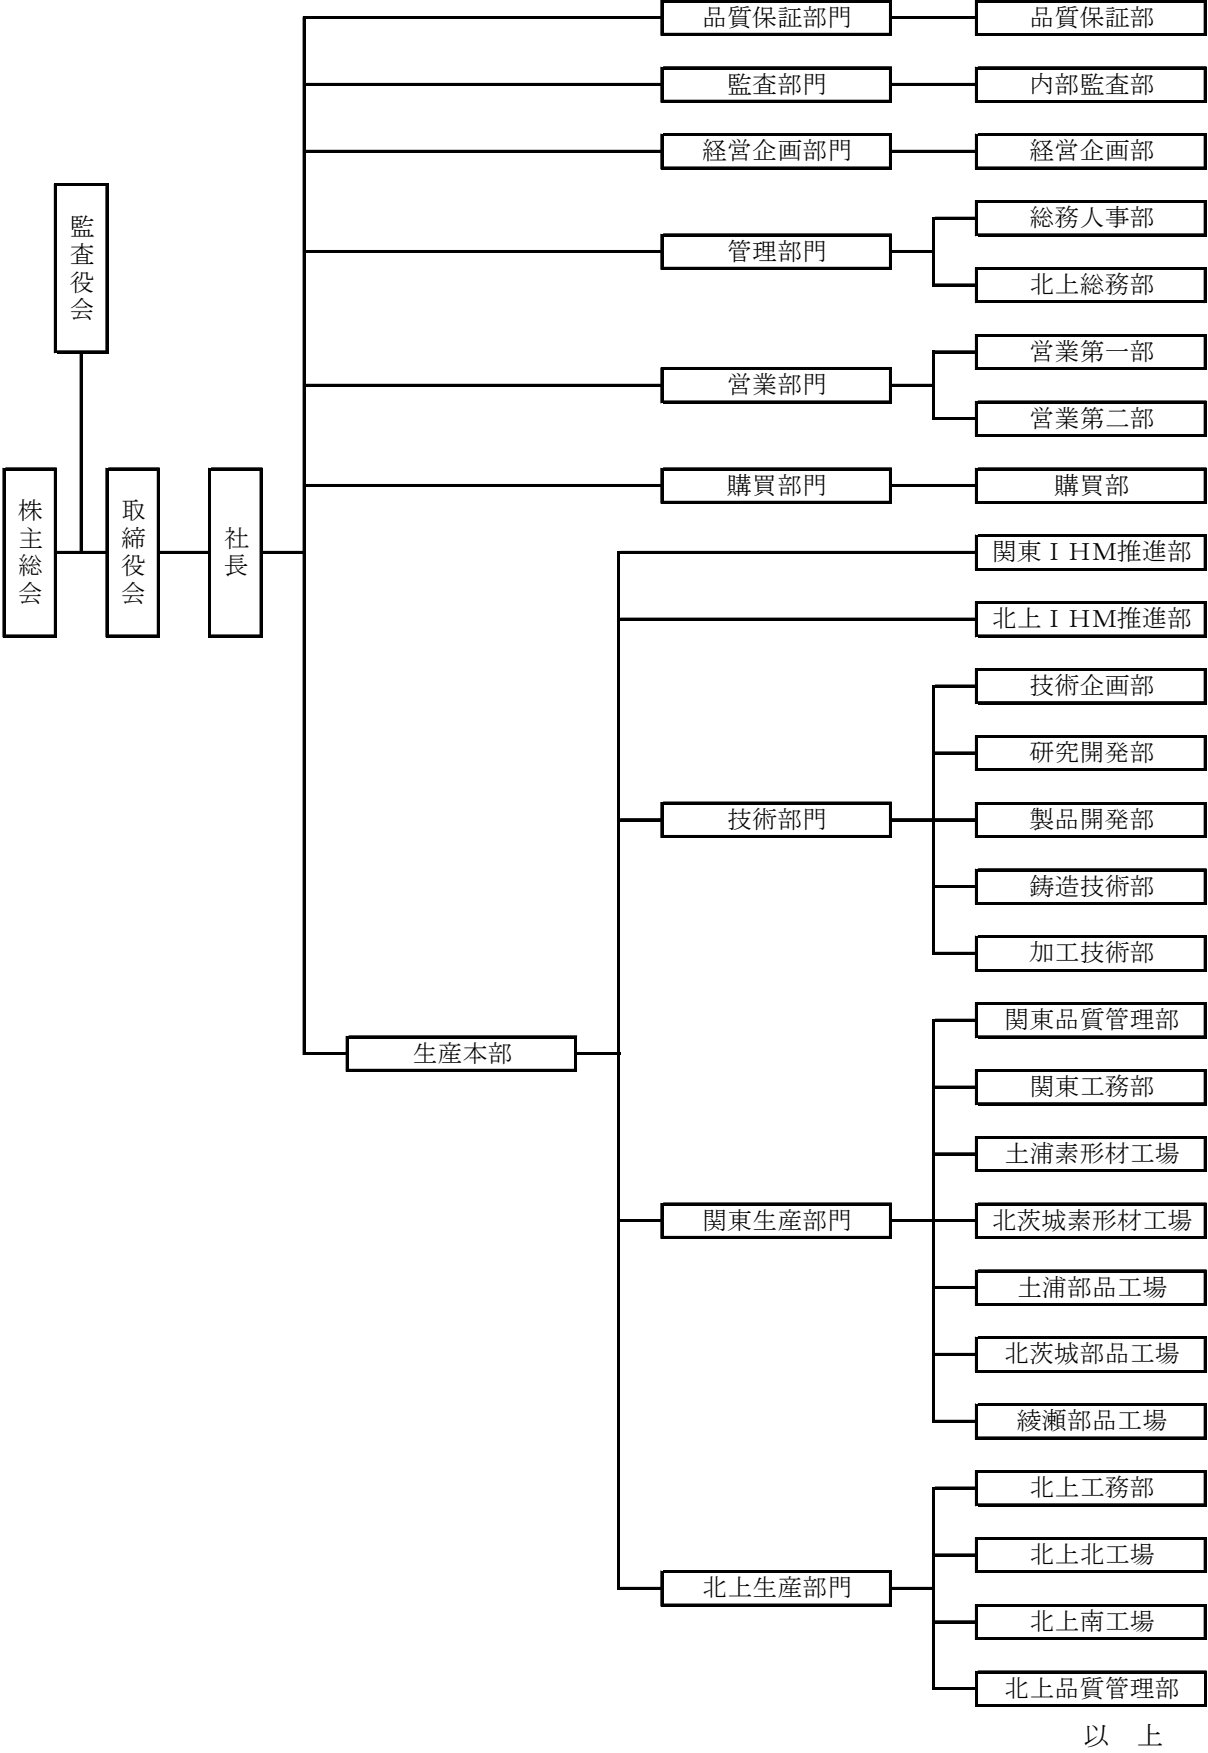 品質保証部門
品質保証部
監査部門
内部監査部
経営企画部門
経営企画部
監査役会
管理部門
総務人事部
北上総務部
営業部門
営業第一部
営業第二部
株主総会
取締役会
社長
購買部門
購買部
関東ＩHM推進部
北上ＩHM推進部
技術部門
技術企画部
研究開発部
製品開発部
鋳造技術部
加工技術部
生産本部
関東生産部門
関東品質管理部
関東工務部
土浦素形材工場
北茨城素形材工場
土浦部品工場
北茨城部品工場
綾瀬部品工場
北上生産部門
北上工務部
北上北工場
北上南工場
北上品質管理部
以　上